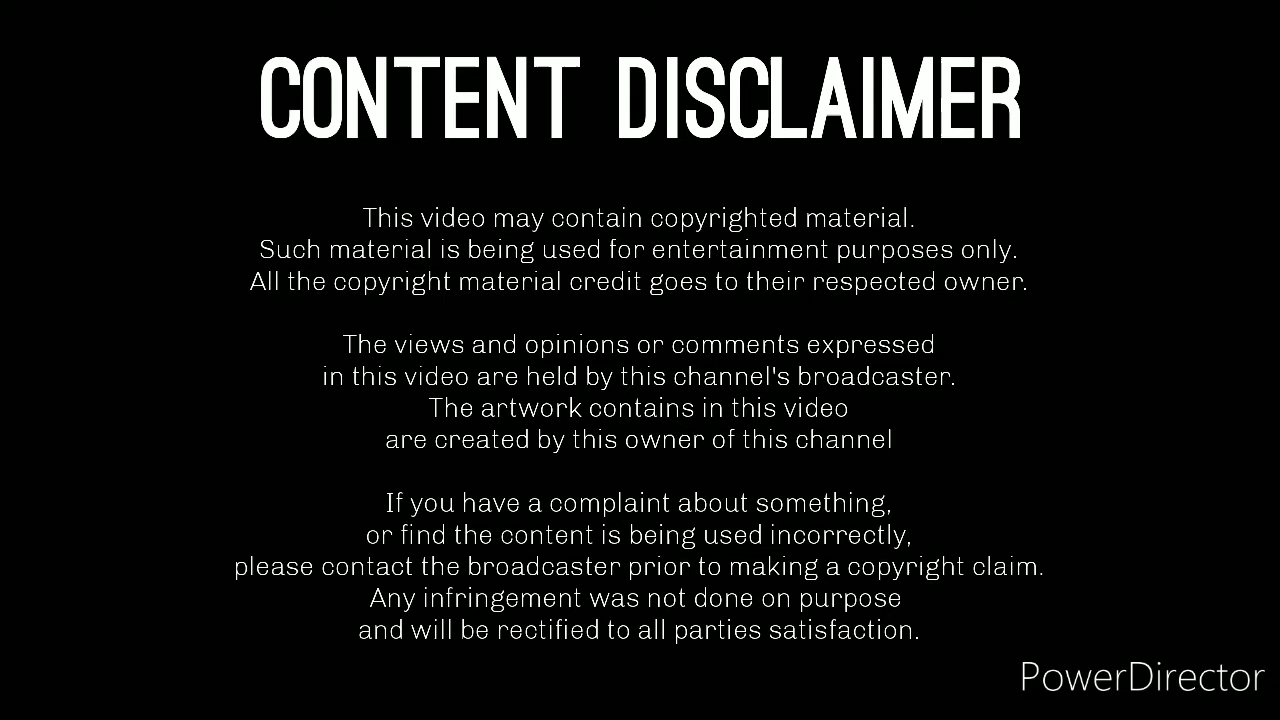 CONTENT DISCLAIMER
This video may contain copyrighted material.
Such material is being used for entertainment purposes only.
All the copyright material credit goes to their respected owner.
The views and opinions or comments expressed
in this video are held by this channel's broadcaster.
The artwork contains in this video
are created by this owner of this channel
If you have a complaint about something,
or find the content is being used incorrectly,
please contact the broadcaster prior to making a copyright claim.
Any infringement was not done on purpose
and will be rectified to all parties satisfaction.
PowerDirector